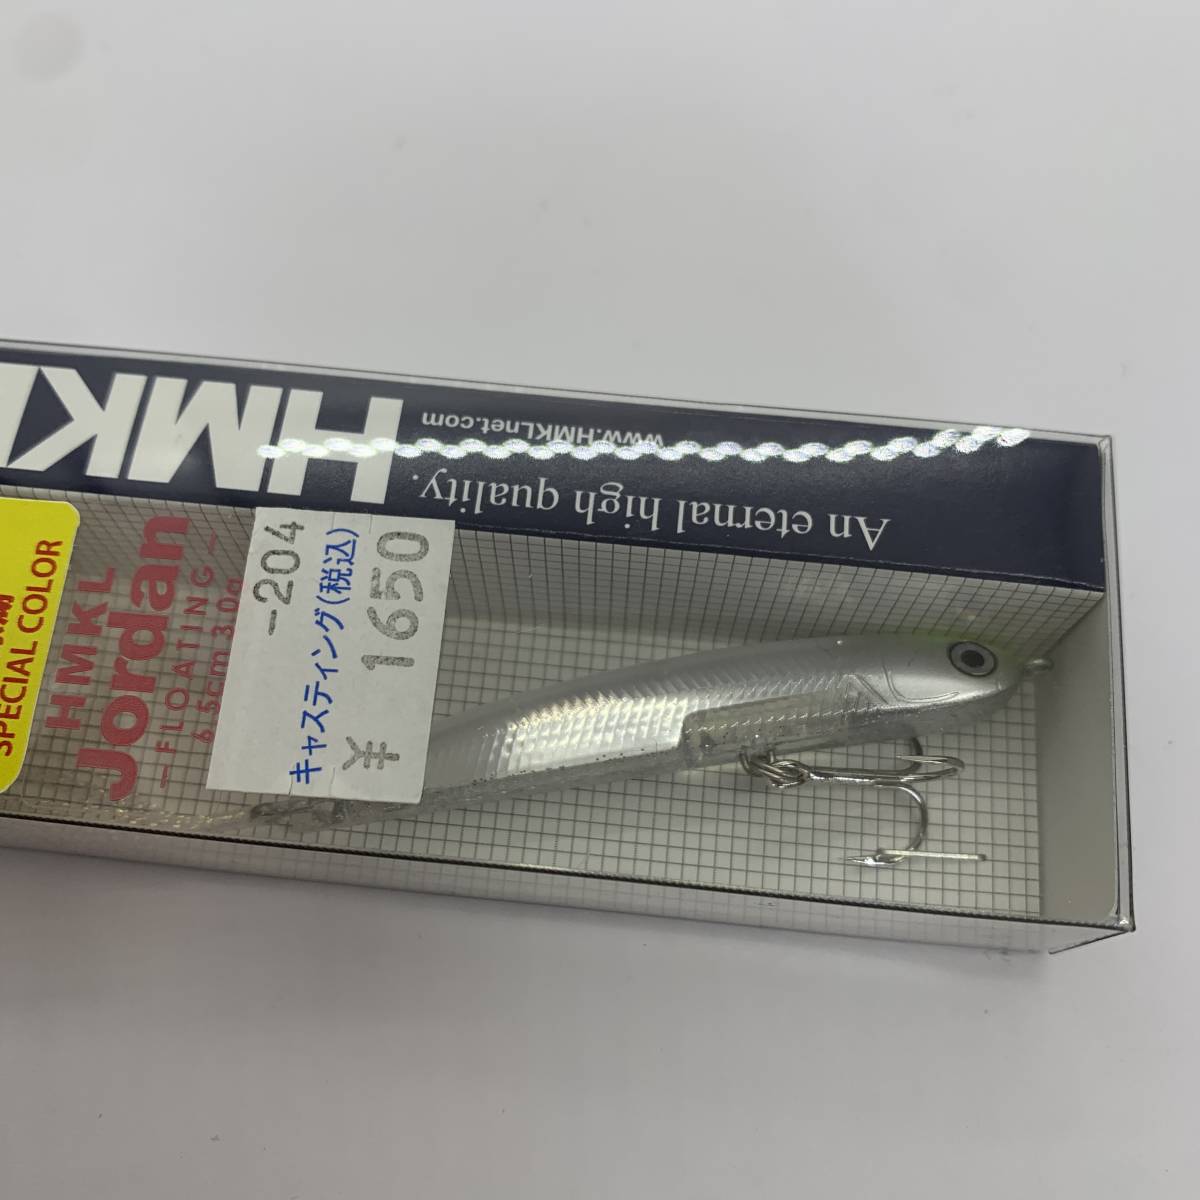 HMKL
www.HMKLnet.com
An eternal high quality.
SPECIAL COLOR
HMKL
Jordan
-FLOATING-
6.5cm 3.0g
-204
キャスティング(税込)
¥ 1650